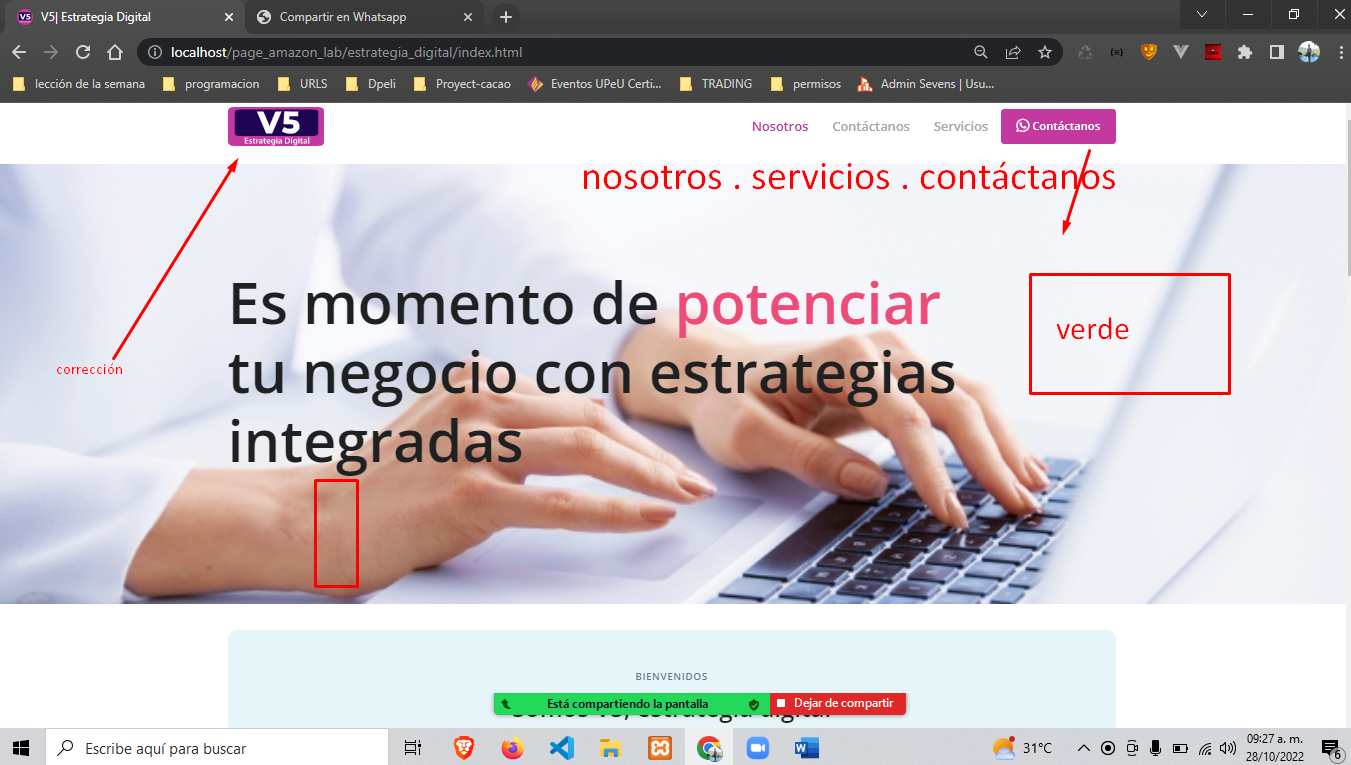 V5| Estrategia Digital
Compartir en Whatsapp
localhost/page_amazon_lab/estrategia_digital/index.html
lección de la semana
programacion
URLS
Dpeli
Proyect-cacao
Eventos UPeU Certi...
TRADING
permisos
Admin Sevens | Usu...
V5
Estrategia Digital
Nosotros
Contáctanos
Servicios
Contáctanos
nosotros . servicios . contáctanos
Es momento de potenciar
tu negocio con estrategias
integradas
verde
corrección
BIENVENIDOS
Somos V5, estrategia digital
Está compartiendo la pantalla
Dejar de compartir
Escribe aquí para buscar
31°C
09:27 a. m.
28/10/2022
6